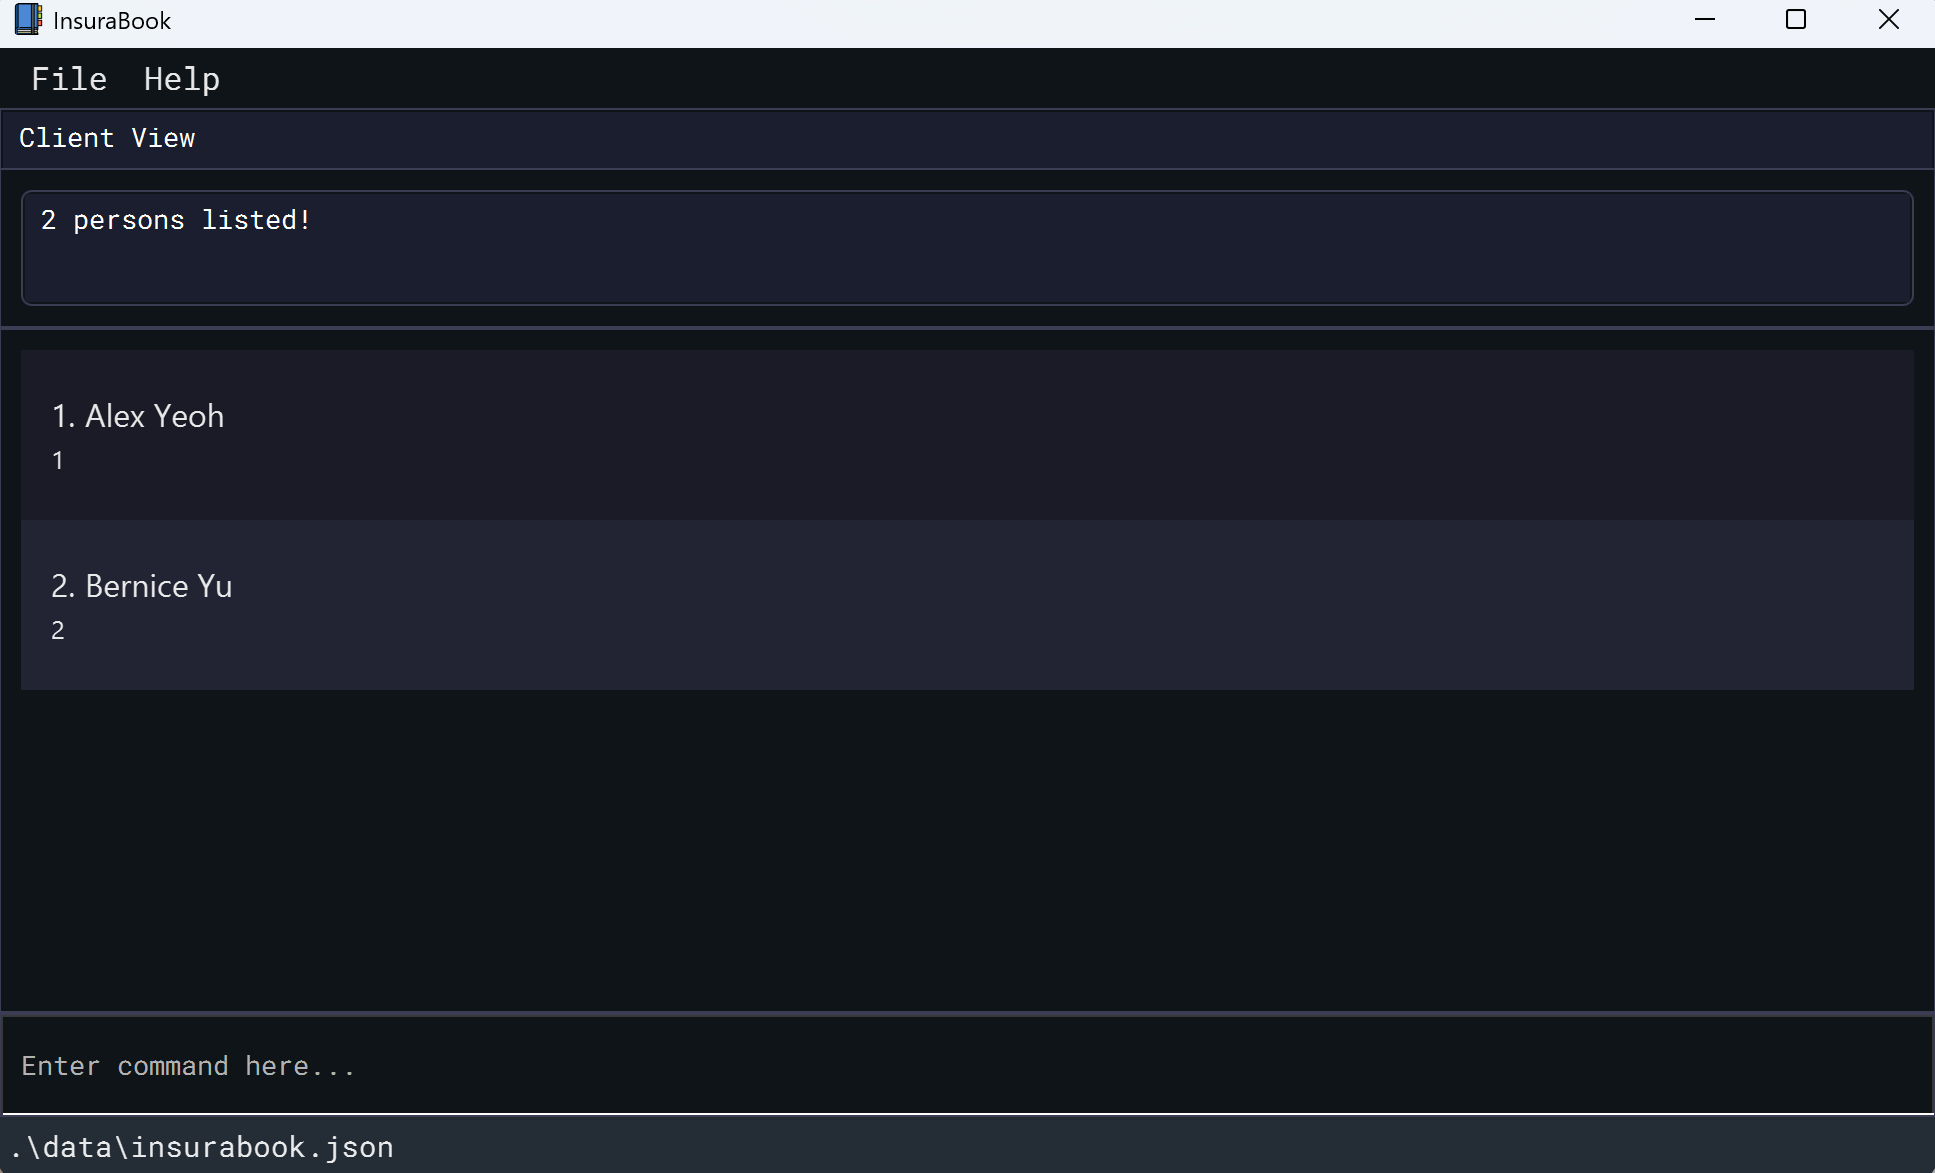 InsuraBook
File Help
Client View
2 persons listed!
1. Alex Yeoh
1
2. Bernice Yu
2
Enter command here...
.\data\insurabook.json